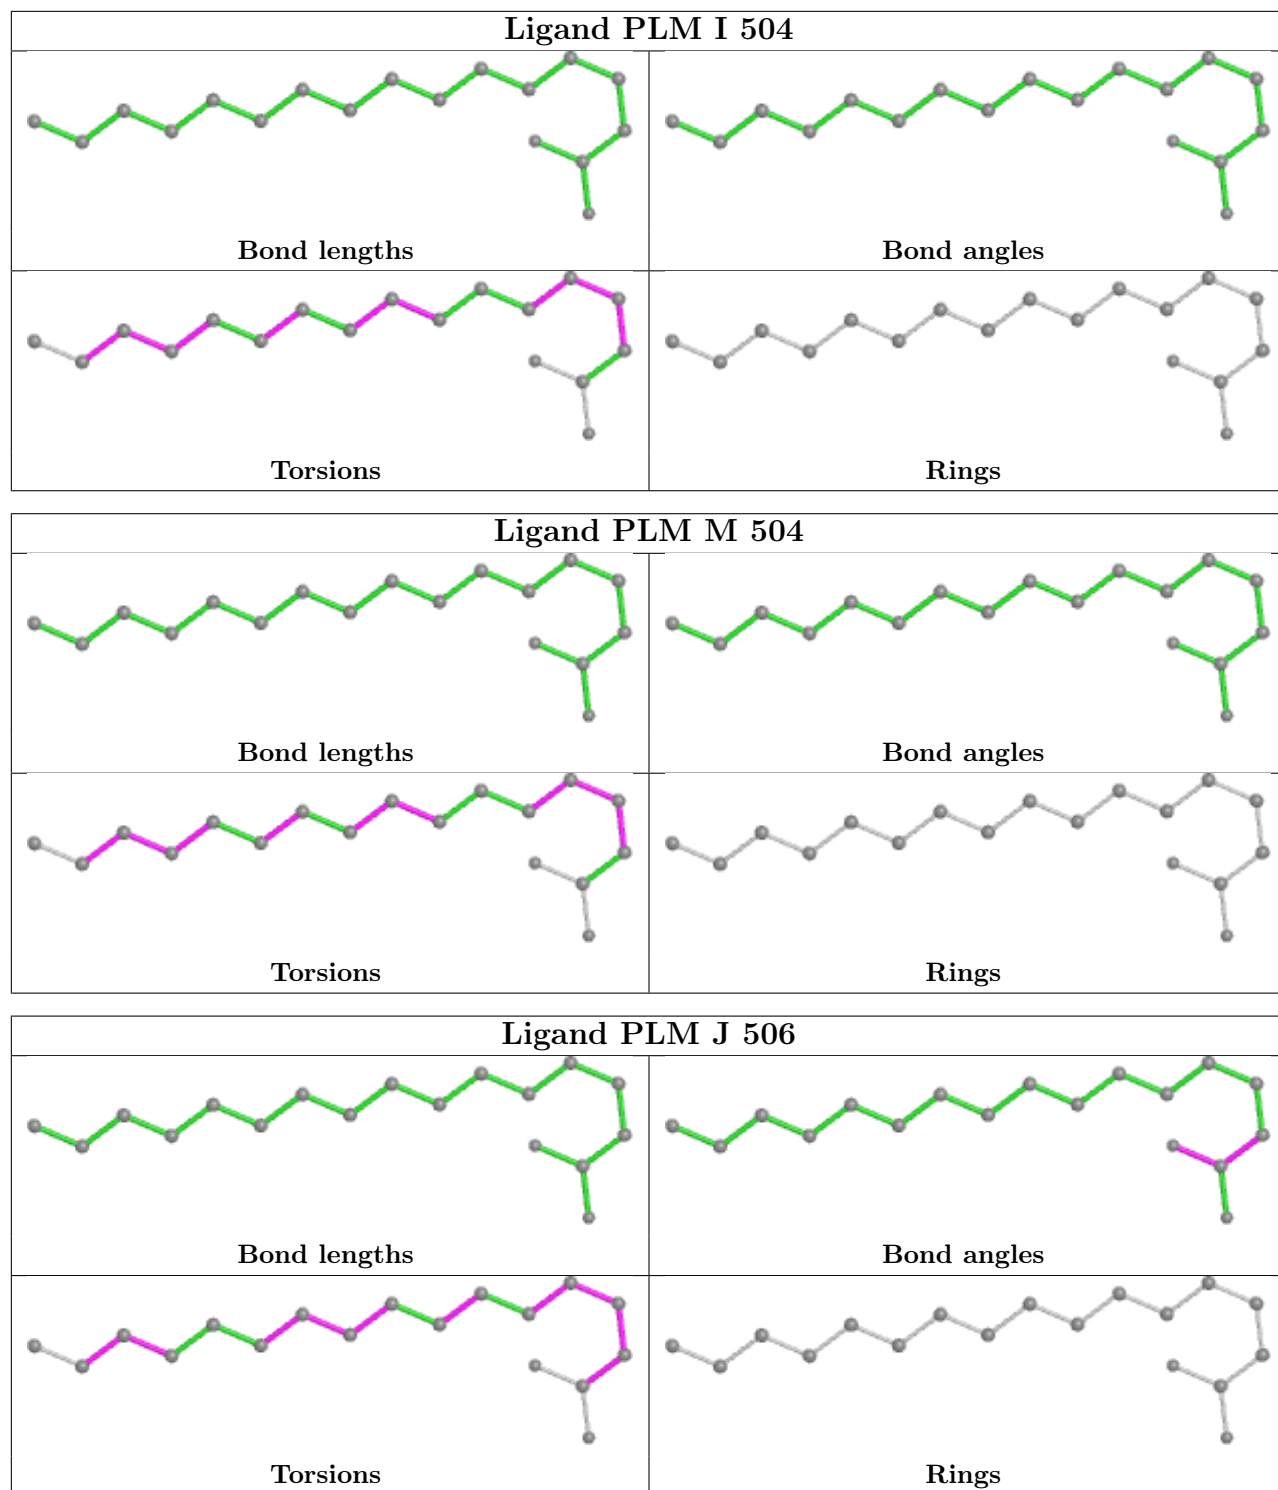 Ligand PLM I 504
Bond lengths
Bond angles
Torsions
Rings
Ligand PLM M 504
Bond lengths
Bond angles
Torsions
Rings
Ligand PLM J 506
Bond lengths
Bond angles
Torsions
Rings